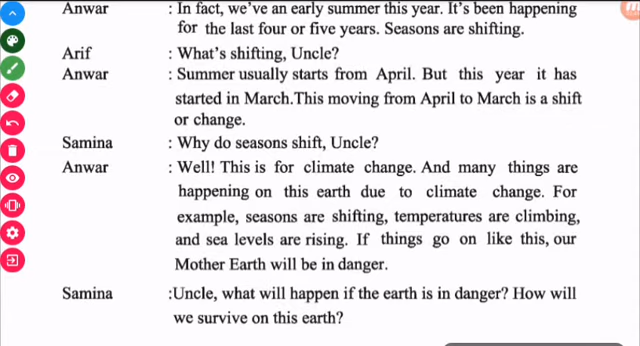 Anwar : In fact, we've an early summer this year. It's been happening
for the last four or five years. Seasons are shifting.
Arif : What's shifting, Uncle?
Anwar : Summer usually starts from April. But this year it has
started in March.This moving from April to March is a shift
or change.
Samina : Why do seasons shift, Uncle?
Anwar : Well! This is for climate change. And many things are
happening on this earth due to climate change. For
example, seasons are shifting, temperatures are climbing,
and sea levels are rising. If things go on like this, our
Mother Earth will be in danger.
Samina :Uncle, what will happen if the earth is in danger? How will
we survive on this earth?